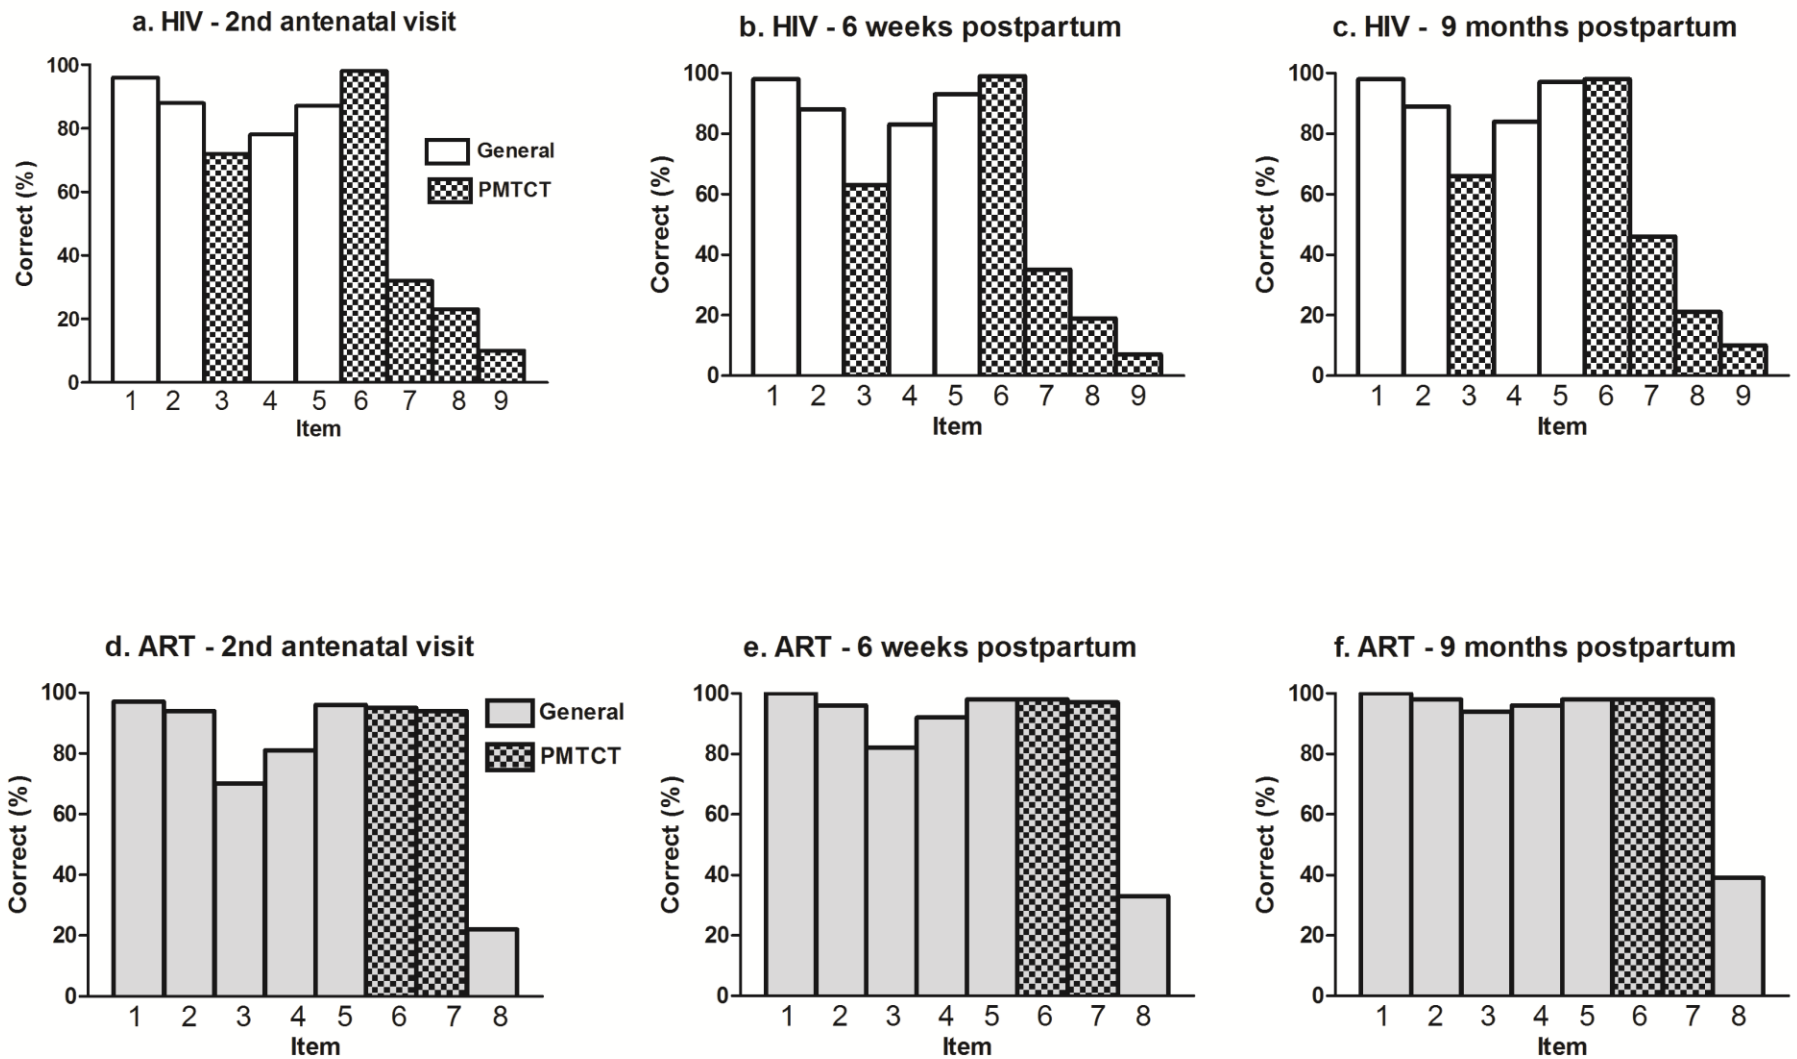 a. HIV - 2nd antenatal visit
100
80
60
40
20
0
Correct (%)
General
PMTCT
1 2 3 4 5 6 7 8 9
Item
b. HIV - 6 weeks postpartum
100
80
60
40
20
0
Correct (%)
1 2 3 4 5 6 7 8 9
Item
c. HIV - 9 months postpartum
100
80
60
40
20
0
Correct (%)
1 2 3 4 5 6 7 8 9
Item
d. ART - 2nd antenatal visit
100
80
60
40
20
0
Correct (%)
General
PMTCT
1 2 3 4 5 6 7 8
Item
e. ART - 6 weeks postpartum
100
80
60
40
20
0
Correct (%)
1 2 3 4 5 6 7 8
Item
f. ART - 9 months postpartum
100
80
60
40
20
0
Correct (%)
1 2 3 4 5 6 7 8
Item